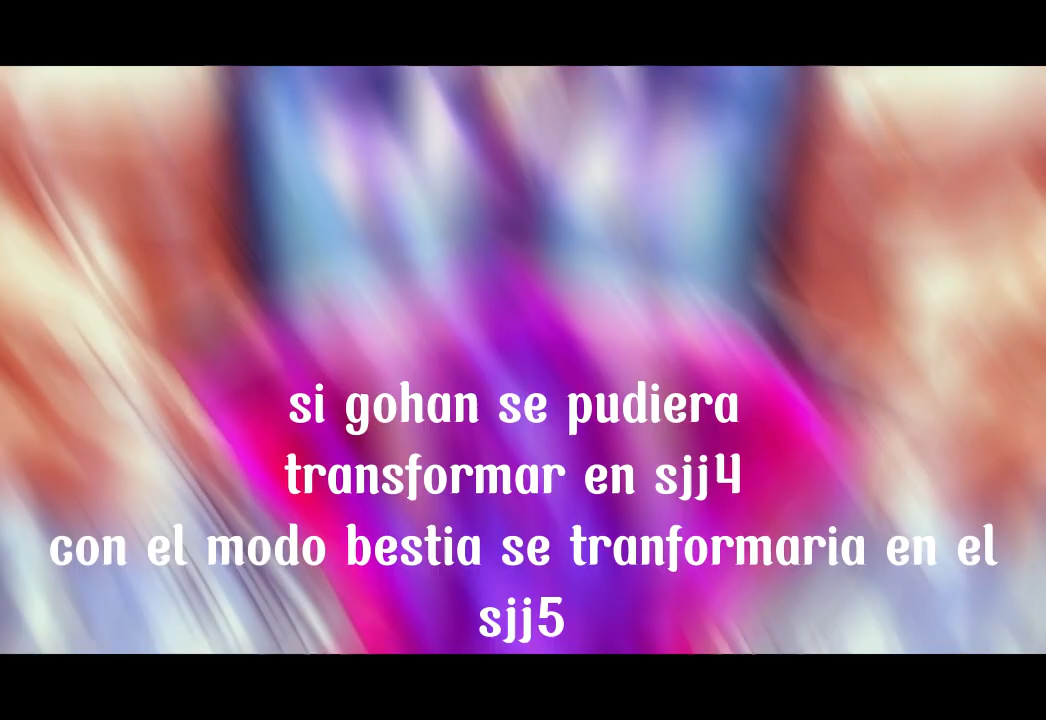 si gohan se pudiera
transformar en sjj4
con el modo bestia se tranformaria en el
sjj5